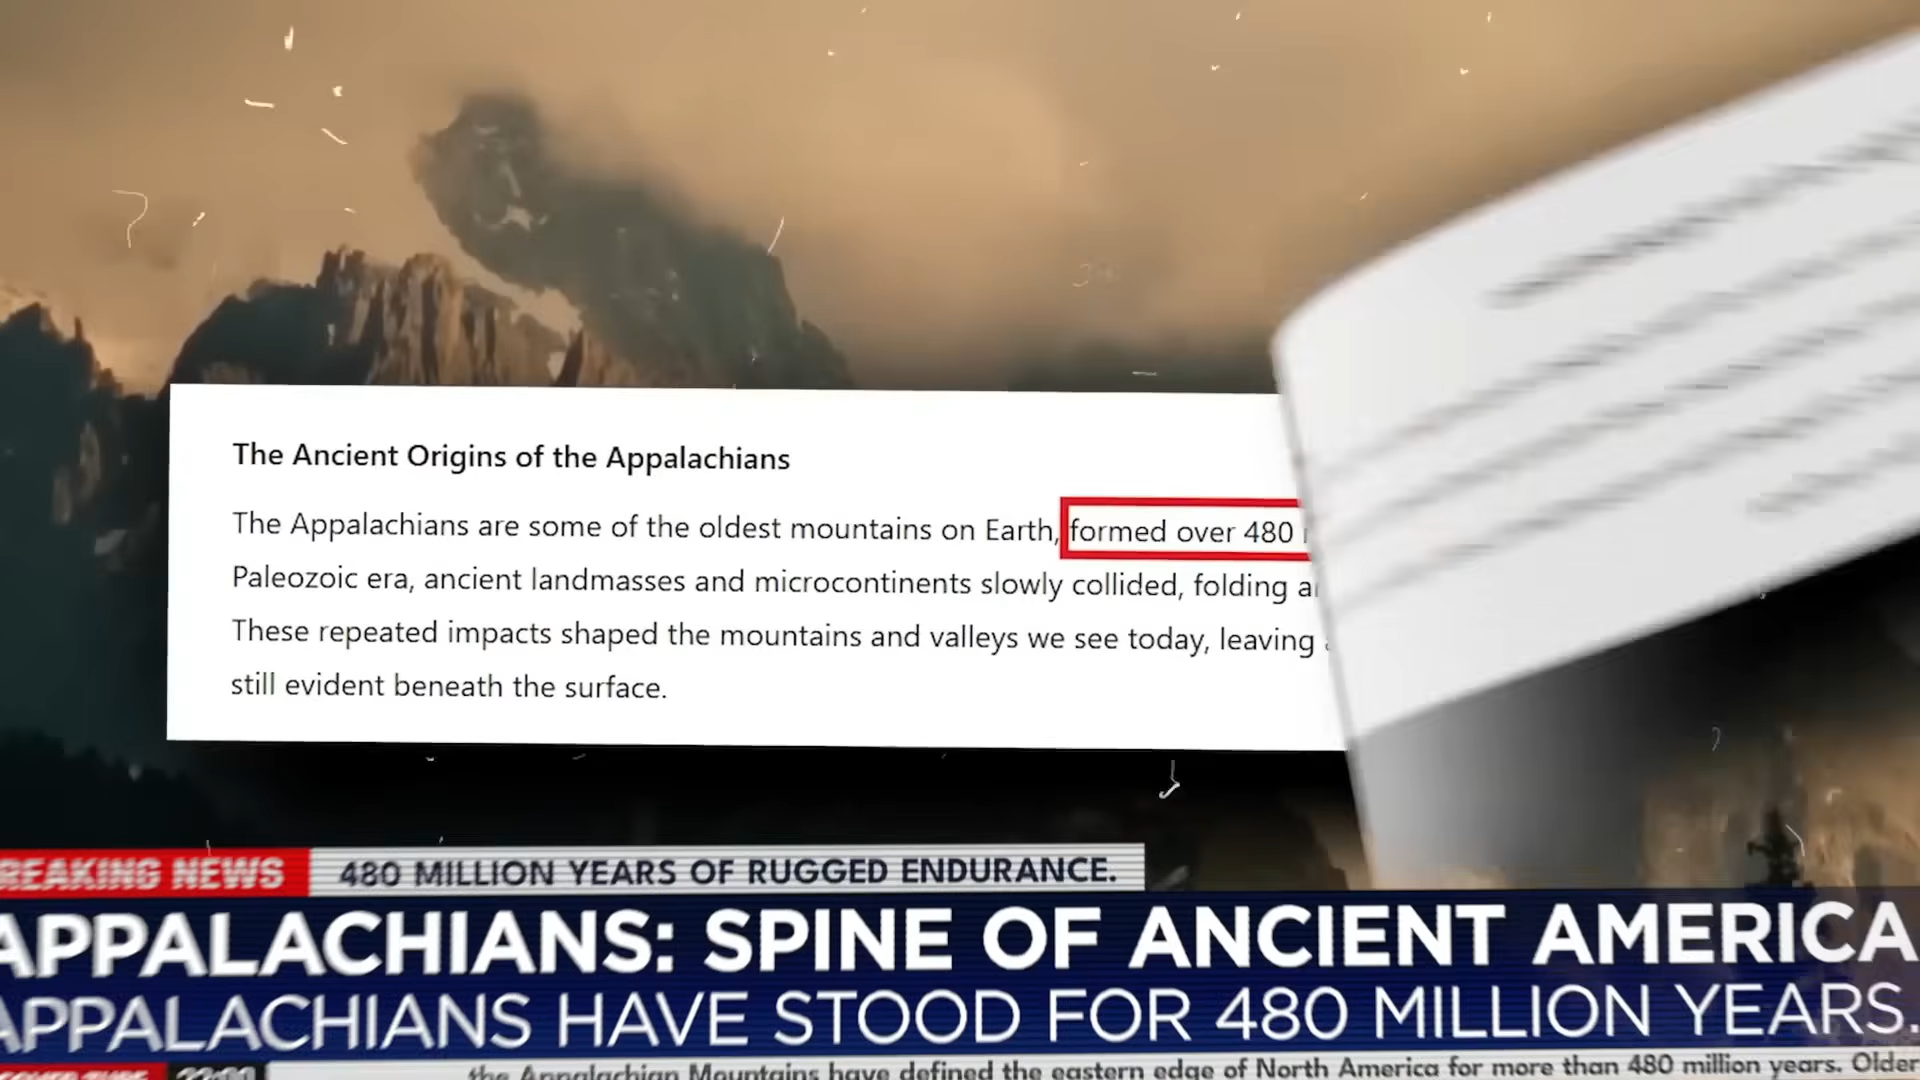 The Ancient Origins of the Appalachians
The Appalachians are some of the oldest mountains on Earth, formed over 480
Paleozoic era, ancient landmasses and microcontinents slowly collided, folding
These repeated impacts shaped the mountains and valleys we see today, leaving
still evident beneath the surface.
REAKING NEWS
480 MILLION YEARS OF RUGGED ENDURANCE.
APPALACHIANS: SPINE OF ANCIENT AMERICA
APPALACHIANS HAVE STOOD FOR 480 MILLION YEARS.
the Appalachian Mountains have defined the eastern edge of North America for more than 480 million years. Older